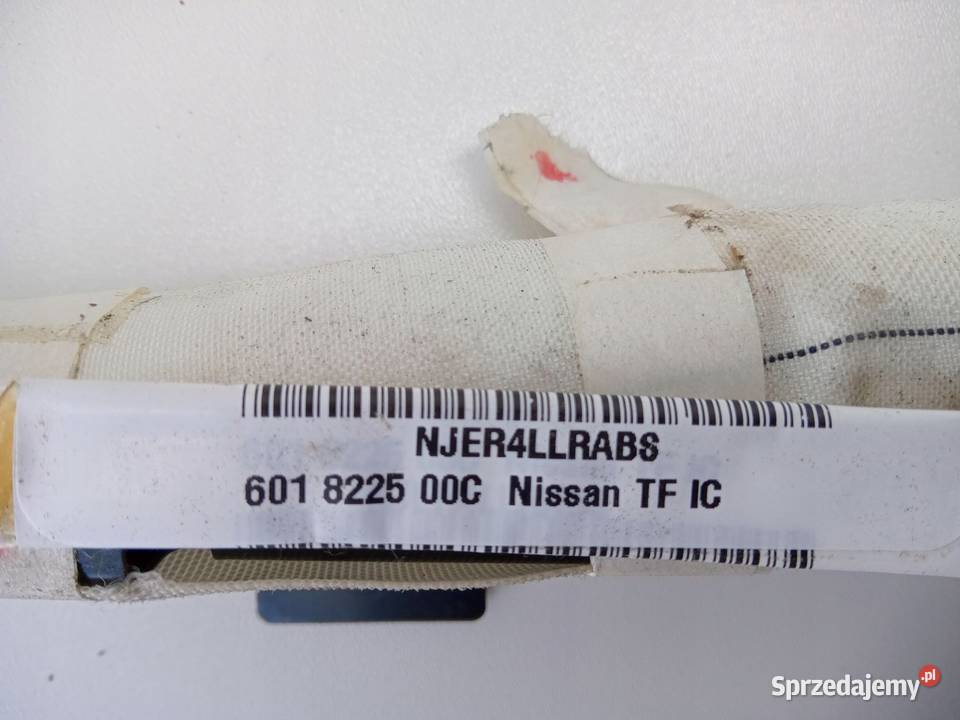 NJER4LLRABS
601 8225 00C Nissan TF IC
Sprzedajemy.pl